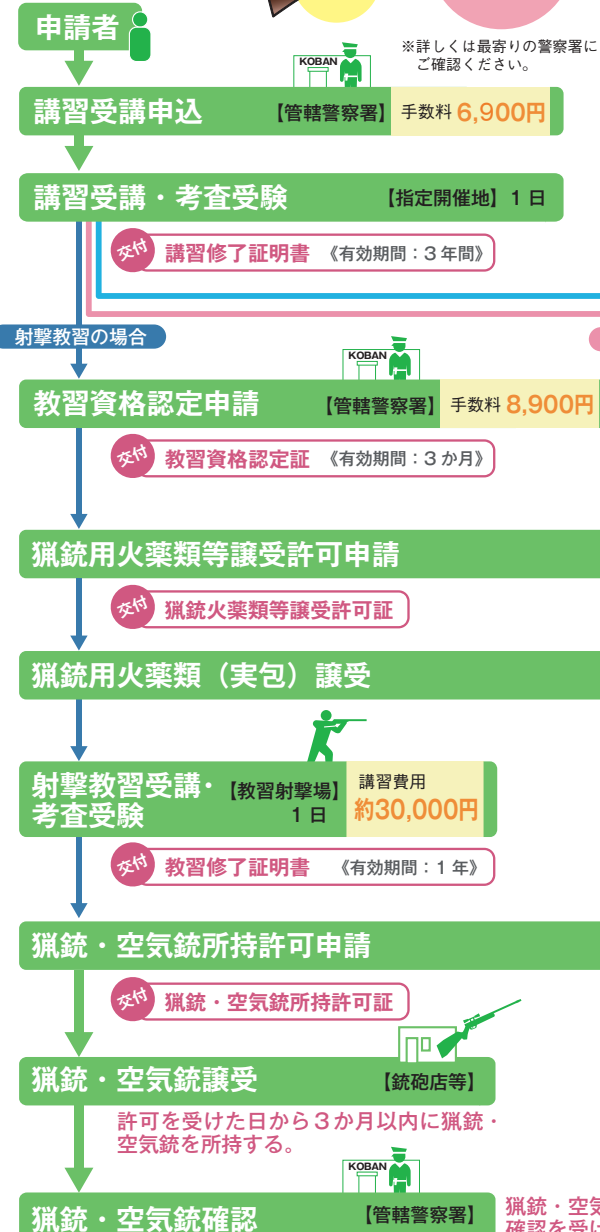 申請者
※詳しくは最寄りの警察署に
ご確認ください。
KOBAN
講習受講申込 【管轄警察署】 手数料 6,900円
講習受講・考査受験 【指定開催地】 1 日
交付 講習修了証明書 《有効期間：3 年間》
射撃教習の場合
KOBAN
教習資格認定申請 【管轄警察署】 手数料 8,900円
交付 教習資格認定証 《有効期間：3 か月》
猟銃用火薬類等譲受許可申請
交付 猟銃火薬類等譲受許可証
猟銃用火薬類（実包）譲受
射撃教習受講・
考査受験
【教習射撃場】
1 日
講習費用
約30,000円
交付 教習修了証明書 《有効期間：1 年》
猟銃・空気銃所持許可申請
交付 猟銃・空気銃所持許可証
猟銃・空気銃譲受 【銃砲店等】
許可を受けた日から３か月以内に猟銃・
空気銃を所持する。
KOBAN
猟銃・空気銃確認 【管轄警察署】
猟銃・空気
確認を受け